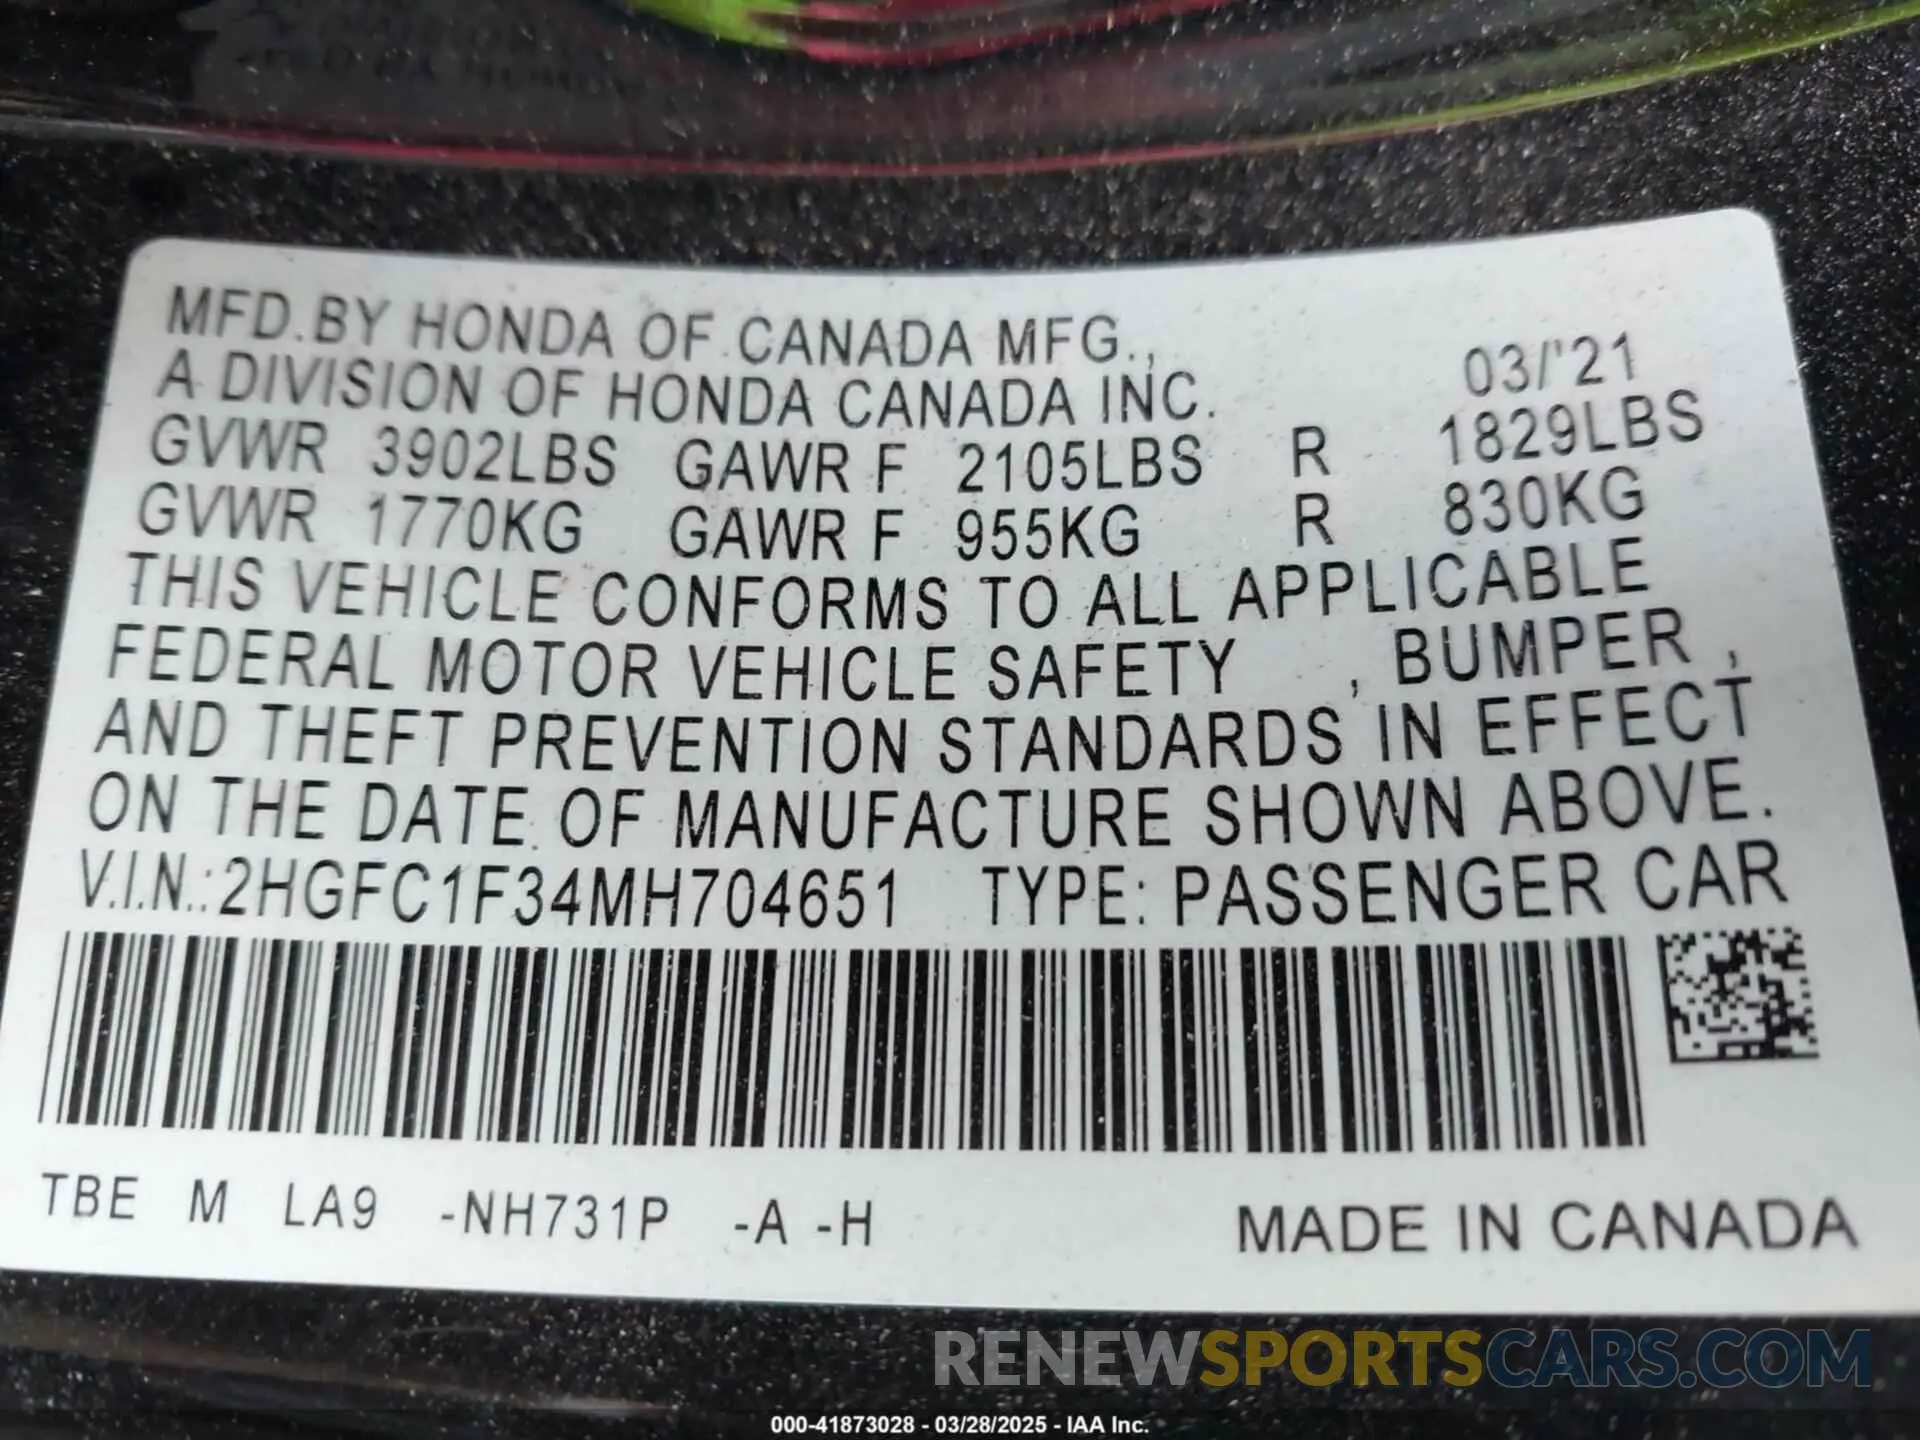 MFD.BY HONDA OF CANADA MFG.,
A DIVISION OF HONDA CANADA INC. 03/'21
GVWR 3902LBS GAWR F 2105LBS R 1829LBS
GVWR 1770KG GAWR F 955KG R 830KG
THIS VEHICLE CONFORMS TO ALL APPLICABLE
FEDERAL MOTOR VEHICLE SAFETY , BUMPER ,
AND THEFT PREVENTION STANDARDS IN EFFECT
ON THE DATE OF MANUFACTURE SHOWN ABOVE.
V.I.N.:2HGFC1F34MH704651 TYPE: PASSENGER CAR
TBE M LA9 -NH731P -A -H MADE IN CANADA
RENEWSPORTSCARS.COM
000-41873028 - 03/28/2025 - IAA Inc.